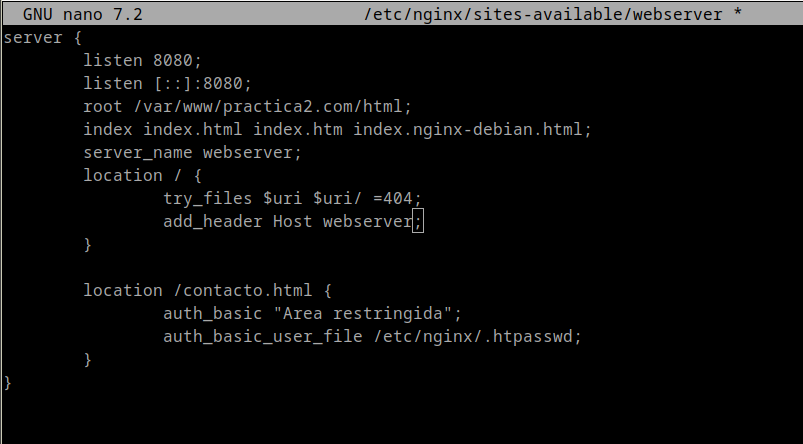 GNU nano 7.2 /etc/nginx/sites-available/webserver *
server {
listen 8080;
listen [::]:8080;
root /var/www/practica2.com/html;
index index.html index.htm index.nginx-debian.html;
server_name webserver;
location / {
try_files $uri $uri/ =404;
add_header Host webserver;
}
location /contacto.html {
auth_basic "Area restringida";
auth_basic_user_file /etc/nginx/.htpasswd;
}
}